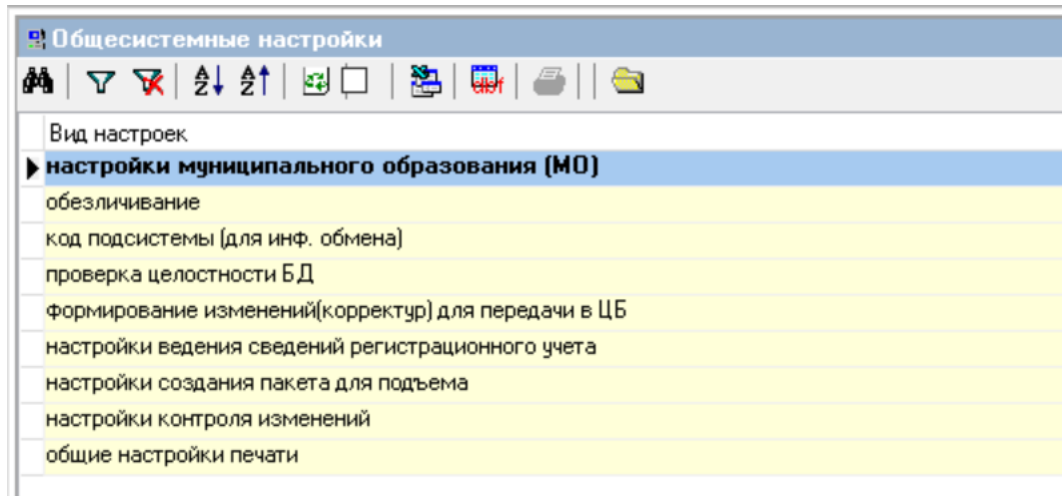 Общесистемные настройки
A Z A Z dbf
Вид настроек
настройки муниципального образования (МО)
обезличивание
код подсистемы (для инф. обмена)
проверка целостности БД
формирование изменений(корректур) для передачи в ЦБ
настройки ведения сведений регистрационного учета
настройки создания пакета для подъема
настройки контроля изменений
общие настройки печати